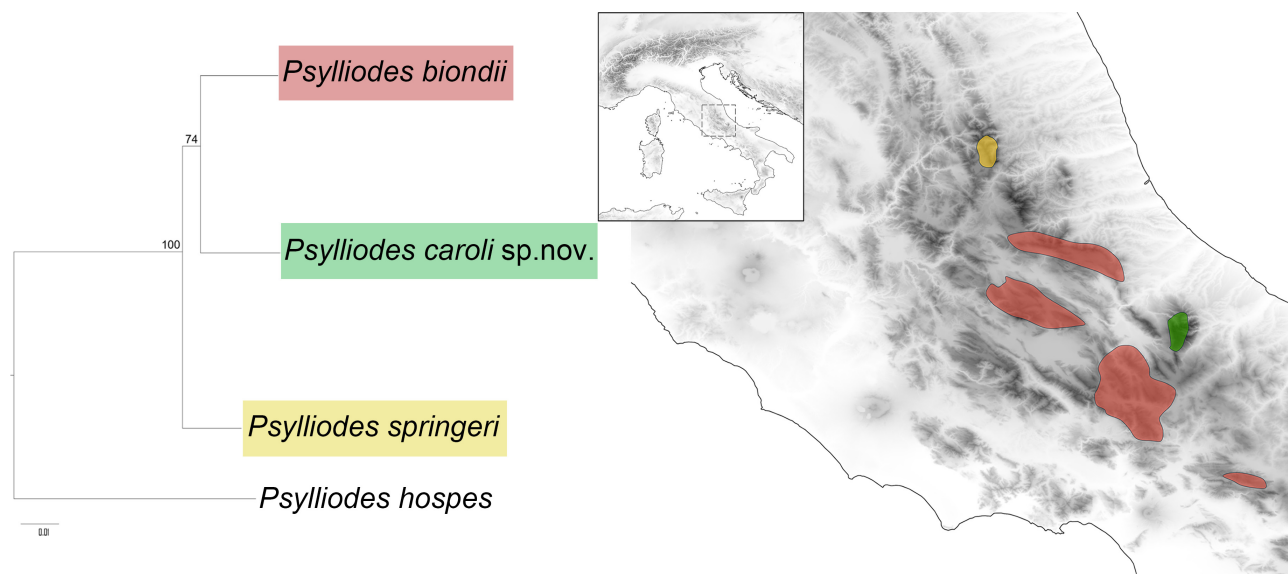 Psylliodes biondii
74
100
Psylliodes caroli sp.nov.
Psylliodes springeri
Psylliodes hospes
0.01